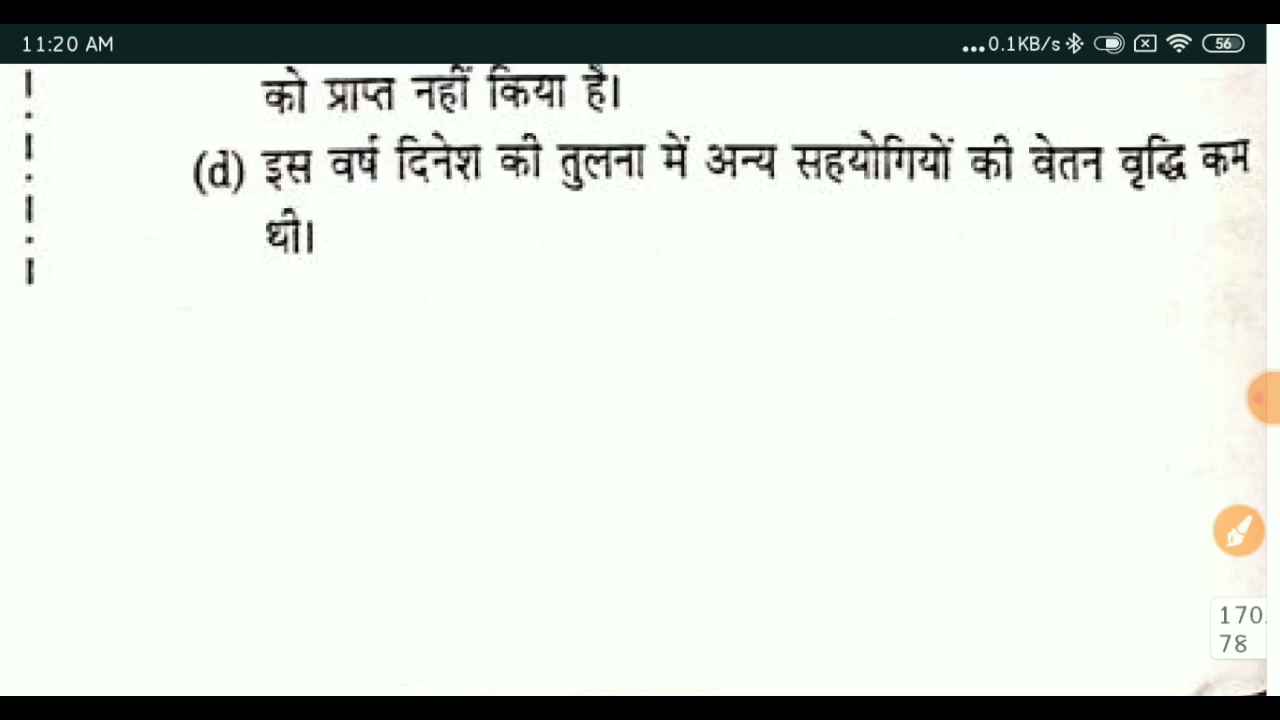 11:20 AM ...0.1KB/s 56
को प्राप्त नहीं किया है।
(d) इस वर्ष दिनेश की तुलना में अन्य सहयोगियों की वेतन वृद्धि कम
थी।
170
78